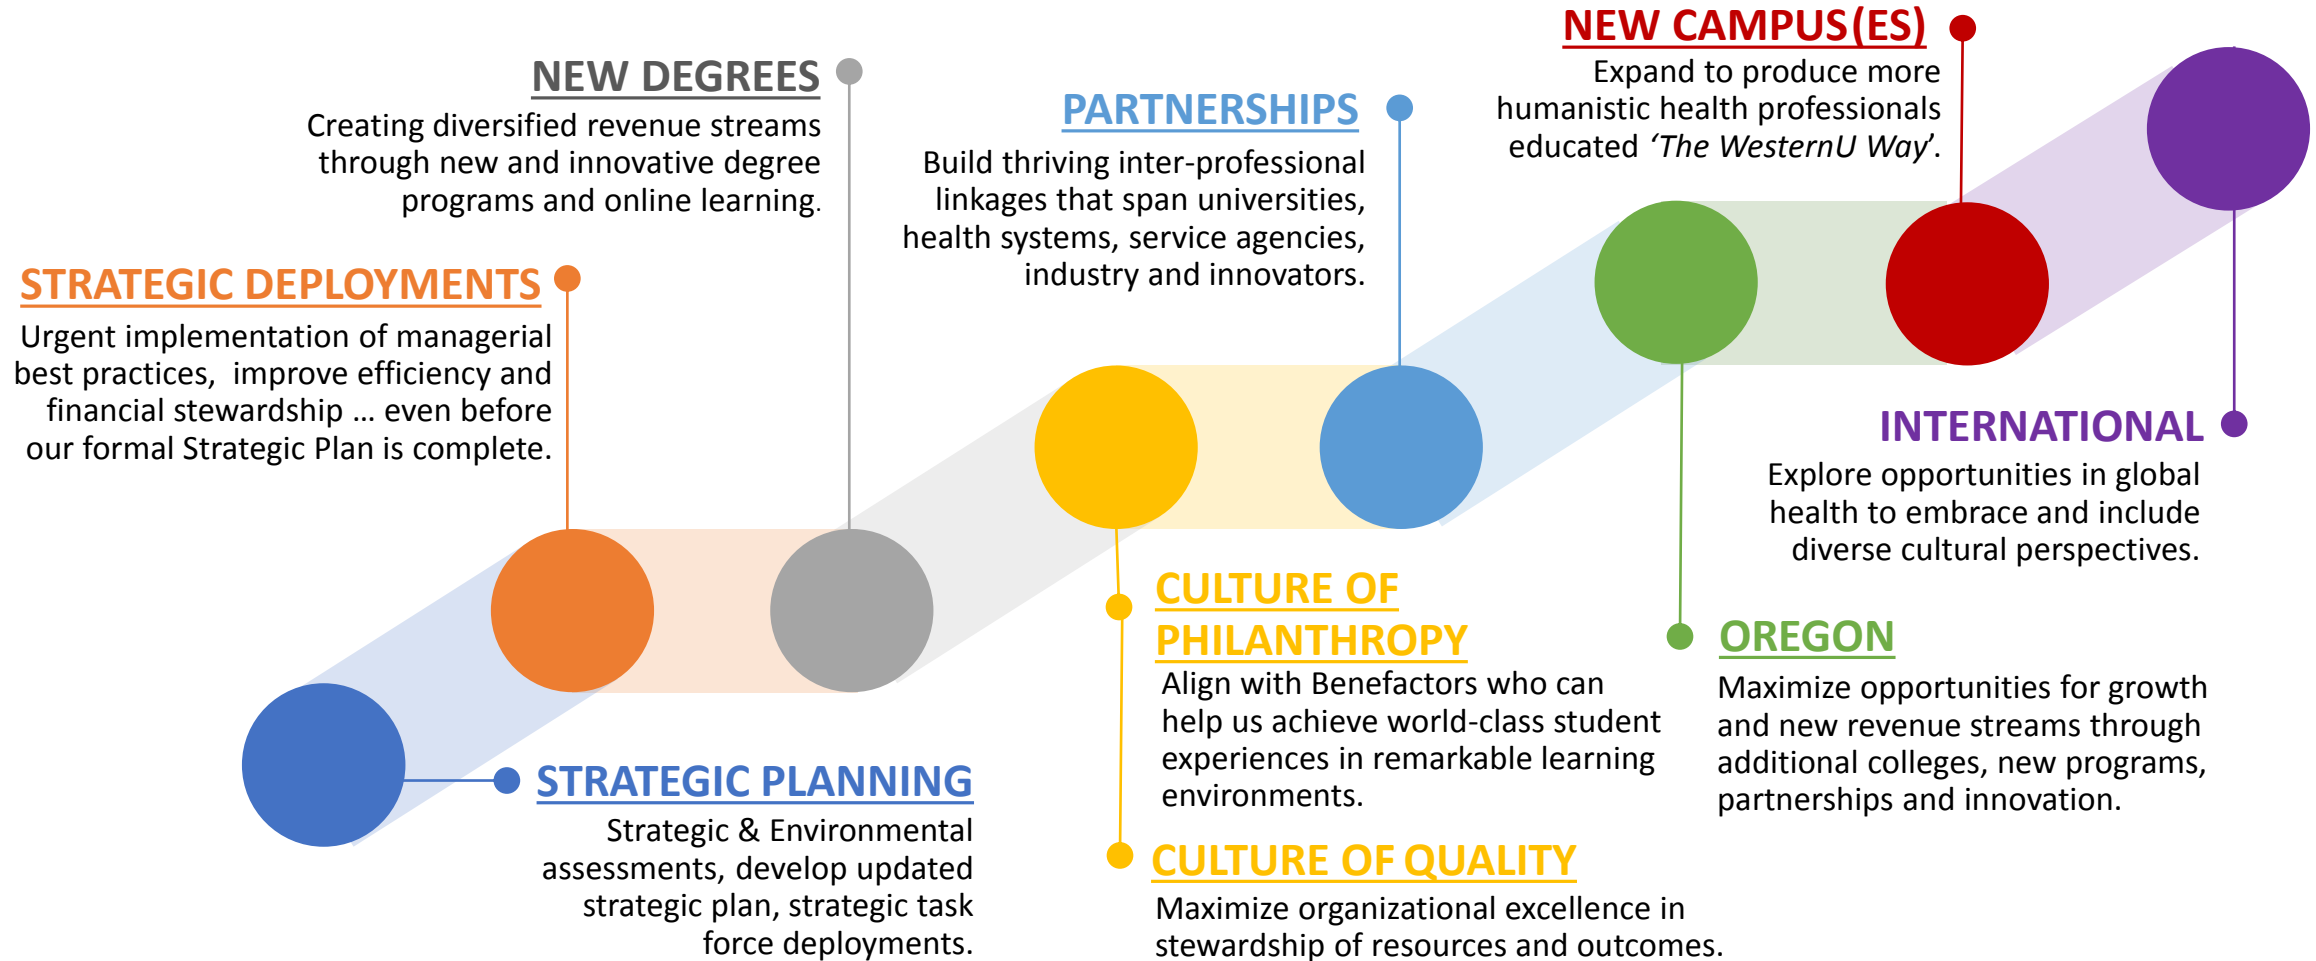 NEW CAMPUS(ES)
Expand to produce more
humanistic health professionals
educated ‘The WesternU Way’.
NEW DEGREES
Creating diversified revenue streams
through new and innovative degree
programs and online learning.
PARTNERSHIPS
Build thriving inter-professional
linkages that span universities,
health systems, service agencies,
industry and innovators.
STRATEGIC DEPLOYMENTS
Urgent implementation of managerial
best practices, improve efficiency and
financial stewardship ... even before
our formal Strategic Plan is complete.
INTERNATIONAL
Explore opportunities in global
health to embrace and include
diverse cultural perspectives.
CULTURE OF
PHILANTHROPY
Align with Benefactors who can
help us achieve world-class student
experiences in remarkable learning
environments.
OREGON
Maximize opportunities for growth
and new revenue streams through
additional colleges, new programs,
partnerships and innovation.
STRATEGIC PLANNING
Strategic & Environmental
assessments, develop updated
strategic plan, strategic task
force deployments.
CULTURE OF QUALITY
Maximize organizational excellence in
stewardship of resources and outcomes.